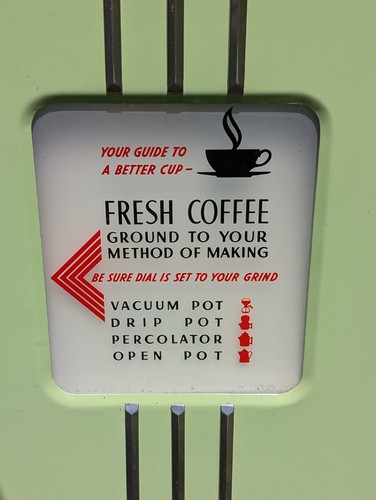 YOUR GUIDE TO
A BETTER CUP –
FRESH COFFEE
GROUND TO YOUR
METHOD OF MAKING
BE SURE DIAL IS SET TO YOUR GRIND
VACUUM POT
DRIP POT
PERCOLATOR
OPEN POT